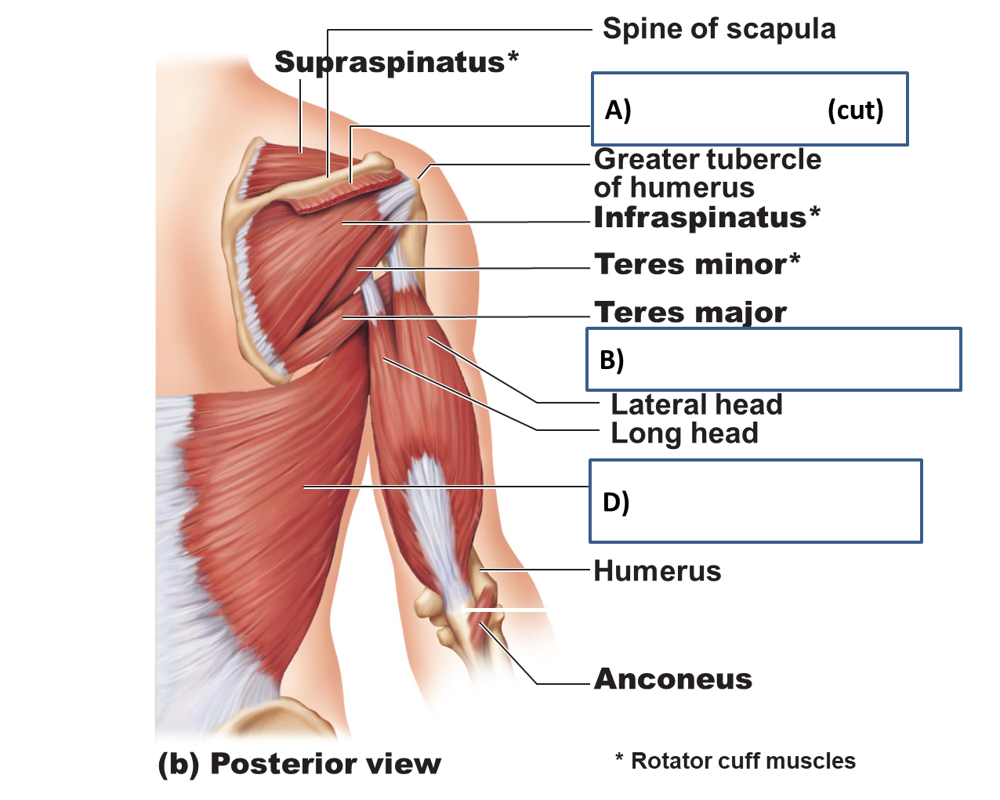 Spine of scapula
Supraspinatus*
A) (cut)
Greater tubercle
of humerus
Infraspinatus*
Teres minor*
Teres major
B)
Lateral head
Long head
D)
Humerus
Anconeus
(b) Posterior view
* Rotator cuff muscles